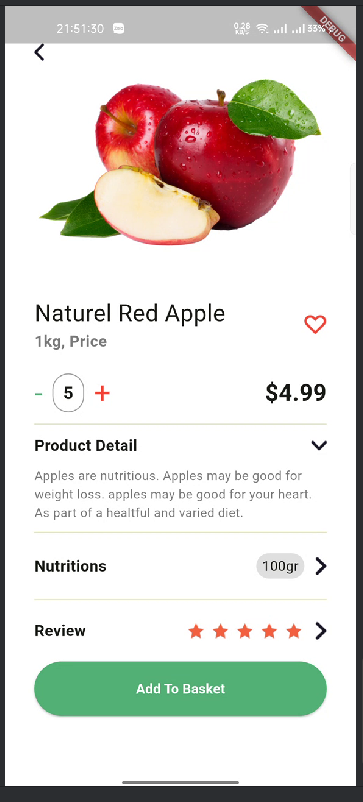 21:51:30
0.28
KB/S
33%
DEBUG
Naturel Red Apple
1kg, Price
- 5 +
$4.99
Product Detail
Apples are nutritious. Apples may be good for
weight loss. apples may be good for your heart.
As part of a healtful and varied diet.
Nutritions 100gr
Review
Add To Basket